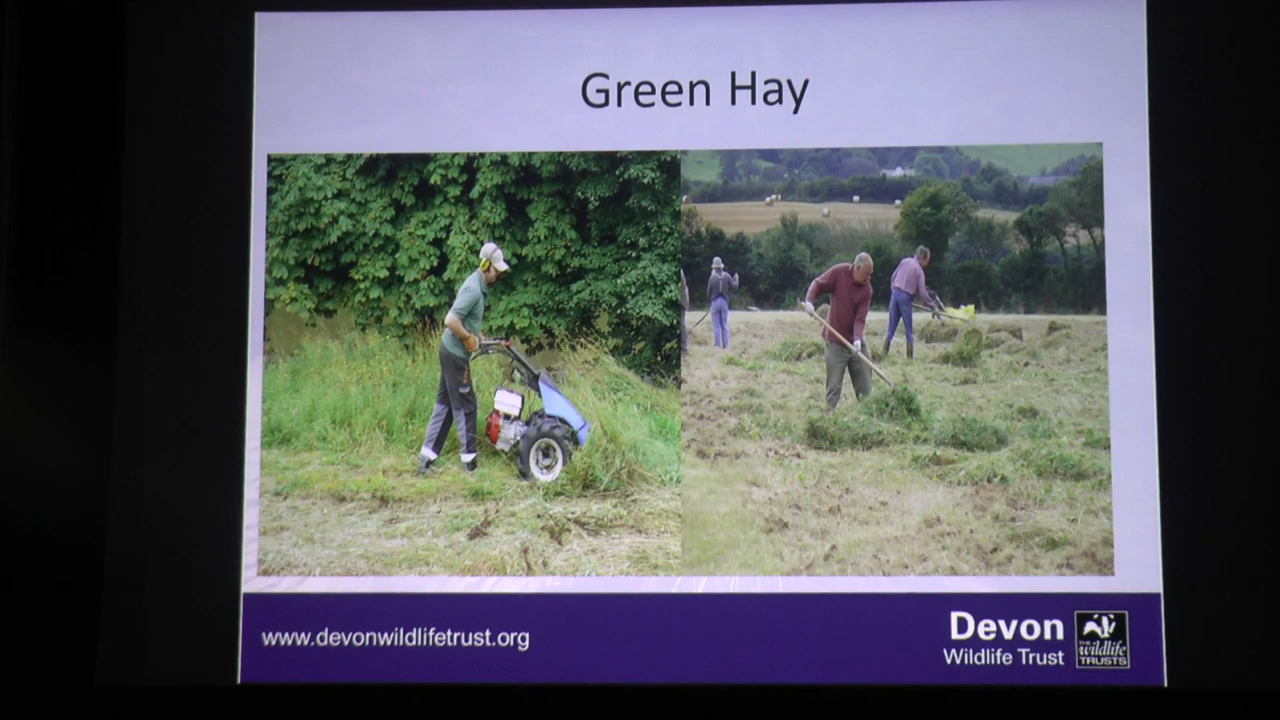 Green Hay
www.devonwildlifetrust.org
Devon
Wildlife Trust
THE
wildlife
TRUSTS